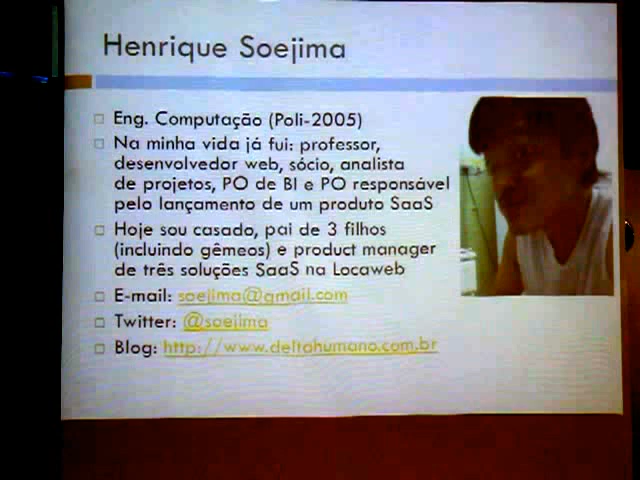 Henrique Soejima
Eng. Computação (Poli-2005)
Na minha vida já fui: professor,
desenvolvedor web, sócio, analista
de projetos, PO de BI e PO responsável
pelo lançamento de um produto SaaS
Hoje sou casado, pai de 3 filhos
(incluindo gêmeos) e product manager
de três soluções SaaS na Locaweb
E-mail: soejima@gmail.com
Twitter: @soejima
Blog: http://www.deltahumano.com.br